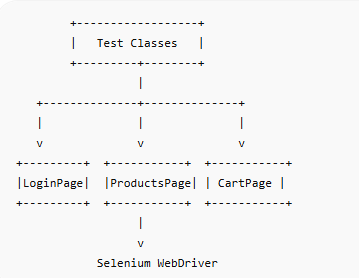 Test Classes
LoginPage ProductsPage CartPage
Selenium WebDriver